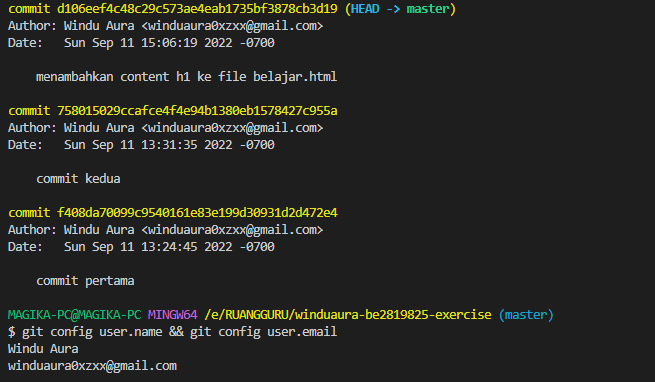 commit d106eef4c48c29c573ae4eab1735bf3878cb3d19 (HEAD -> master)
Author: Windu Aura <winduaura0xzxx@gmail.com>
Date:   Sun Sep 11 15:06:19 2022 -0700
menambahkan content h1 ke file belajar.html
commit 758015029ccafce4f4e94b1380eb1578427c955a
Author: Windu Aura <winduaura0xzxx@gmail.com>
Date:   Sun Sep 11 13:31:35 2022 -0700
commit kedua
commit f408da70099c9540161e83e199d30931d2d472e4
Author: Windu Aura <winduaura0xzxx@gmail.com>
Date:   Sun Sep 11 13:24:45 2022 -0700
commit pertama
MAGIKA-PC@MAGIKA-PC MINGW64 /e/RUANGGURU/winduaura-be2819825-exercise (master)
$ git config user.name && git config user.email
Windu Aura
winduaura0xzxx@gmail.com